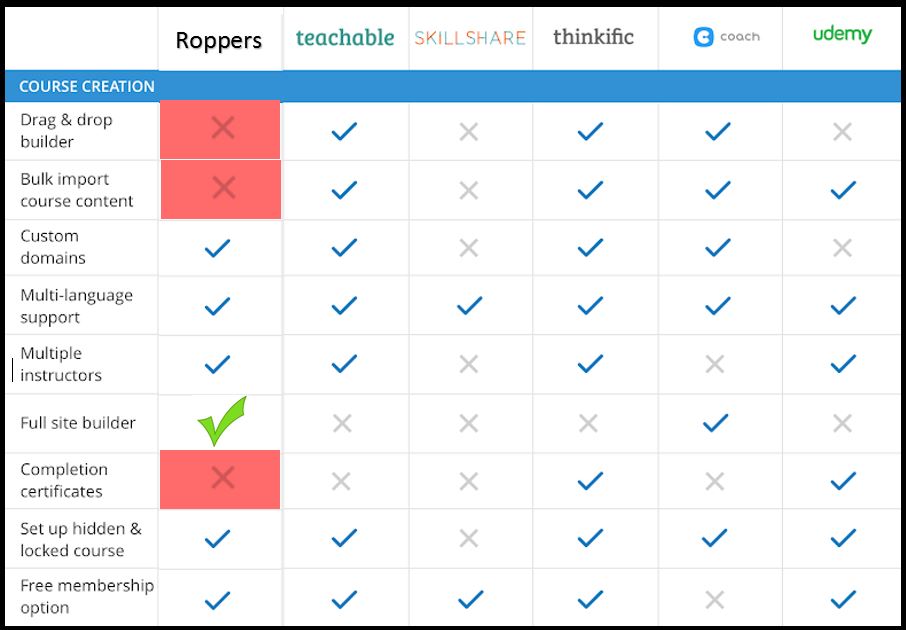 Roppers teachable SKILLSHARE thinkific coach udemy
COURSE CREATION
Drag & drop
builder
Bulk import
course content
Custom
domains
Multi-language
support
Multiple
instructors
Full site builder
Completion
certificates
Set up hidden &
locked course
Free membership
option